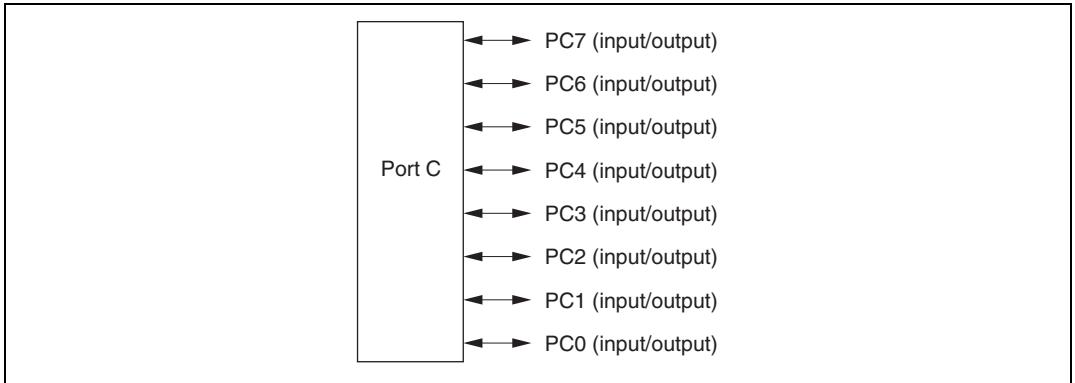 PC7 (input/output)
PC6 (input/output)
PC5 (input/output)
Port C
PC4 (input/output)
PC3 (input/output)
PC2 (input/output)
PC1 (input/output)
PC0 (input/output)